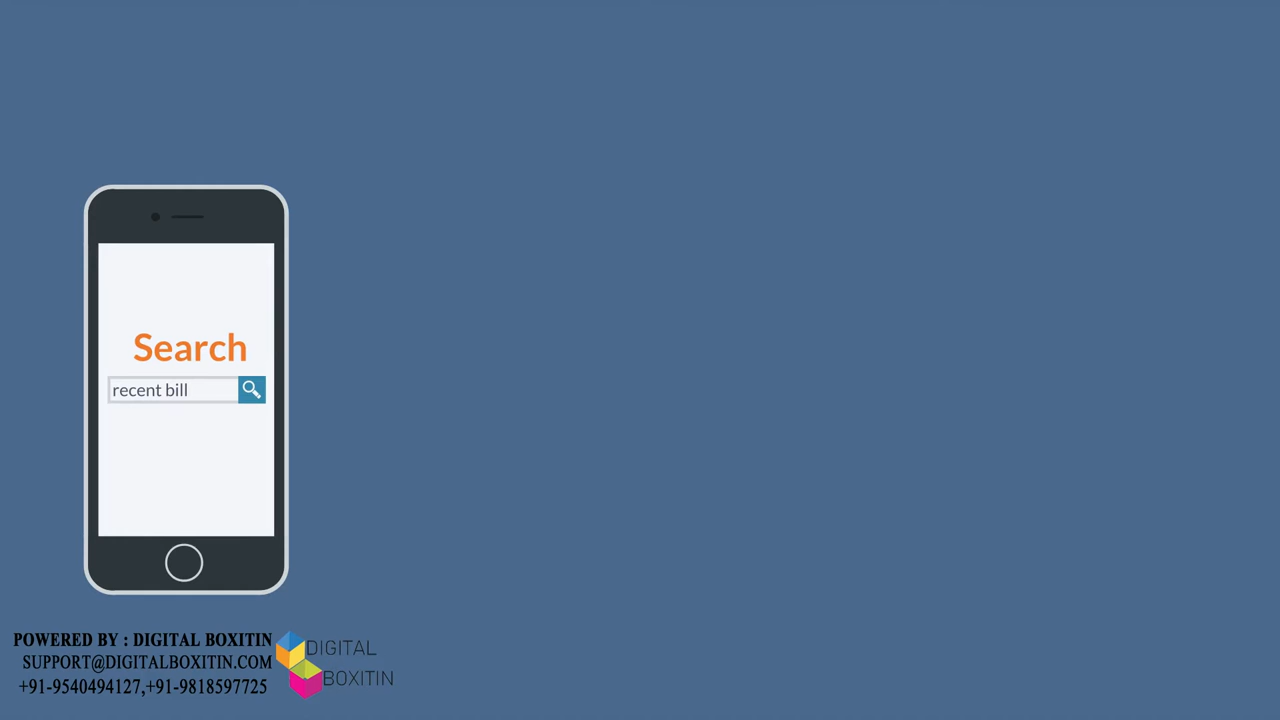 Search
recent bill
POWERED BY : DIGITAL BOXITIN
SUPPORT@DIGITALBOXITIN.COM
+91-9540494127,+91-9818597725
DIGITAL
BOXITIN